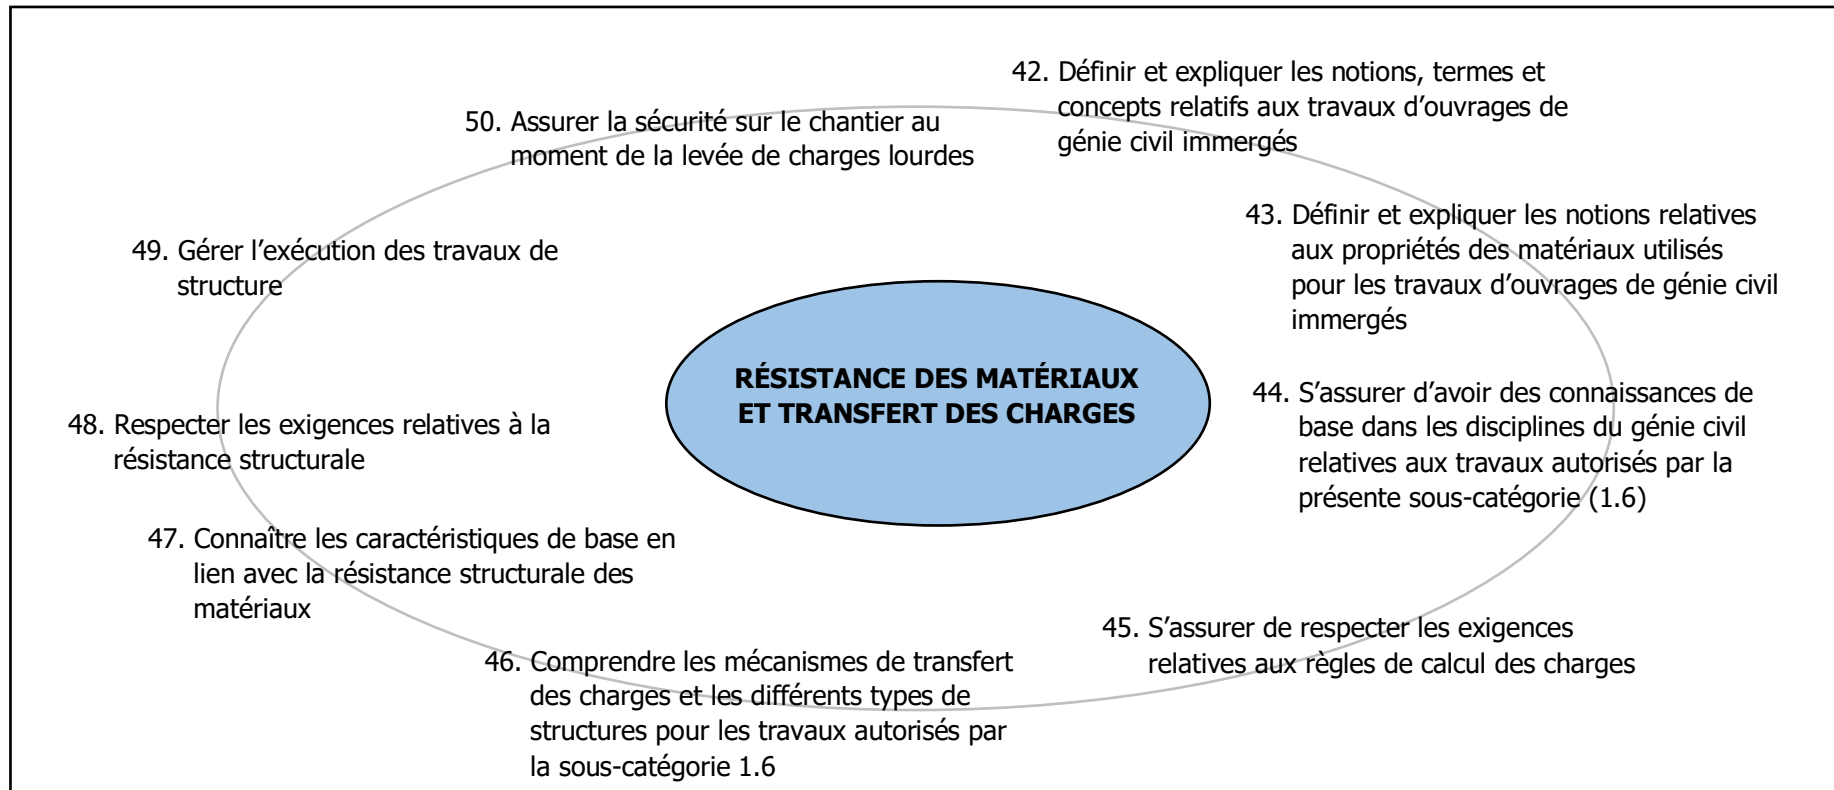 RÉSISTANCE DES MATÉRIAUX
ET TRANSFERT DES CHARGES
42. Définir et expliquer les notions, termes et
concepts relatifs aux travaux d’ouvrages de
génie civil immergés
43. Définir et expliquer les notions relatives
aux propriétés des matériaux utilisés
pour les travaux d’ouvrages de génie civil
immergés
44. S’assurer d’avoir des connaissances de
base dans les disciplines du génie civil
relatives aux travaux autorisés par la
présente sous-catégorie (1.6)
45. S’assurer de respecter les exigences
relatives aux règles de calcul des charges
46. Comprendre les mécanismes de transfert
des charges et les différents types de
structures pour les travaux autorisés par
la sous-catégorie 1.6
47. Connaître les caractéristiques de base en
lien avec la résistance structurale des
matériaux
48. Respecter les exigences relatives à la
résistance structurale
49. Gérer l’exécution des travaux de
structure
50. Assurer la sécurité sur le chantier au
moment de la levée de charges lourdes